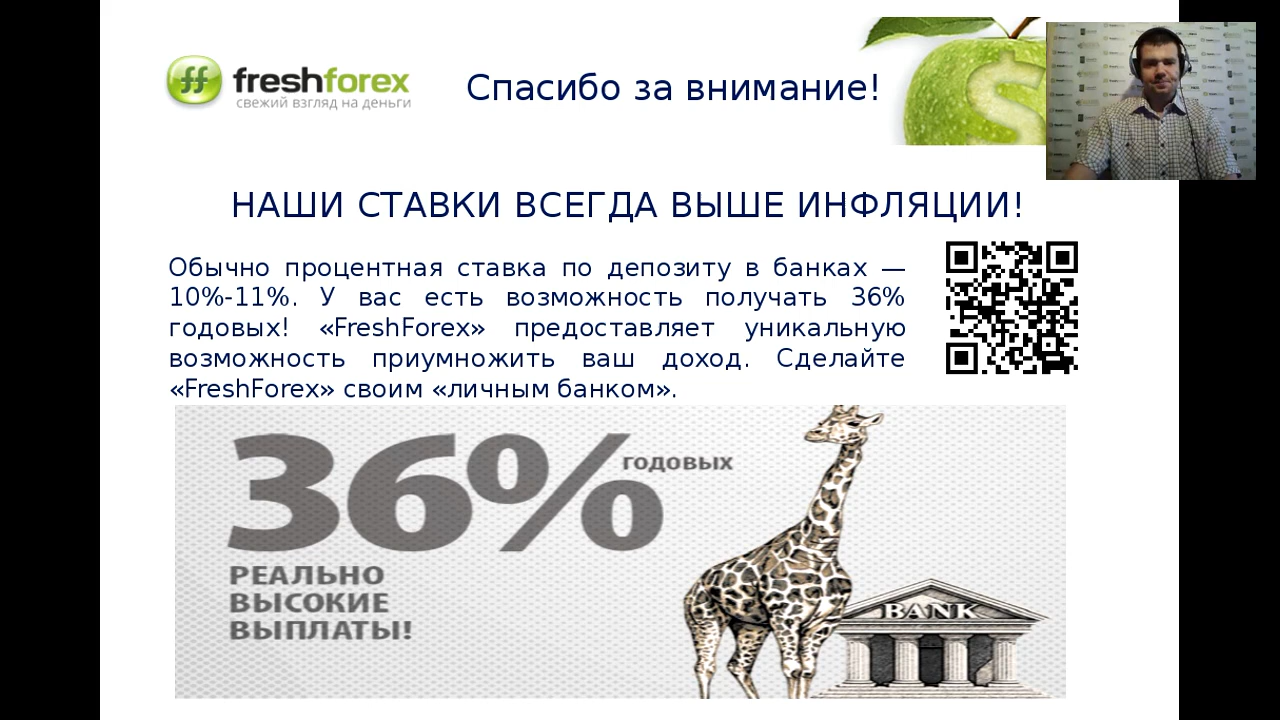 freshforex
свежий взгляд на деньги
Спасибо за внимание!
НАШИ СТАВКИ ВСЕГДА ВЫШЕ ИНФЛЯЦИИ!
Обычно процентная ставка по депозиту в банках —
10%-11%. У вас есть возможность получать 36%
годовых! «FreshForex» предоставляет уникальную
возможность приумножить ваш доход. Сделайте
«FreshForex» своим «личным банком».
36% годовых
РЕАЛЬНО
ВЫСОКИЕ
ВЫПЛАТЫ!
BANK